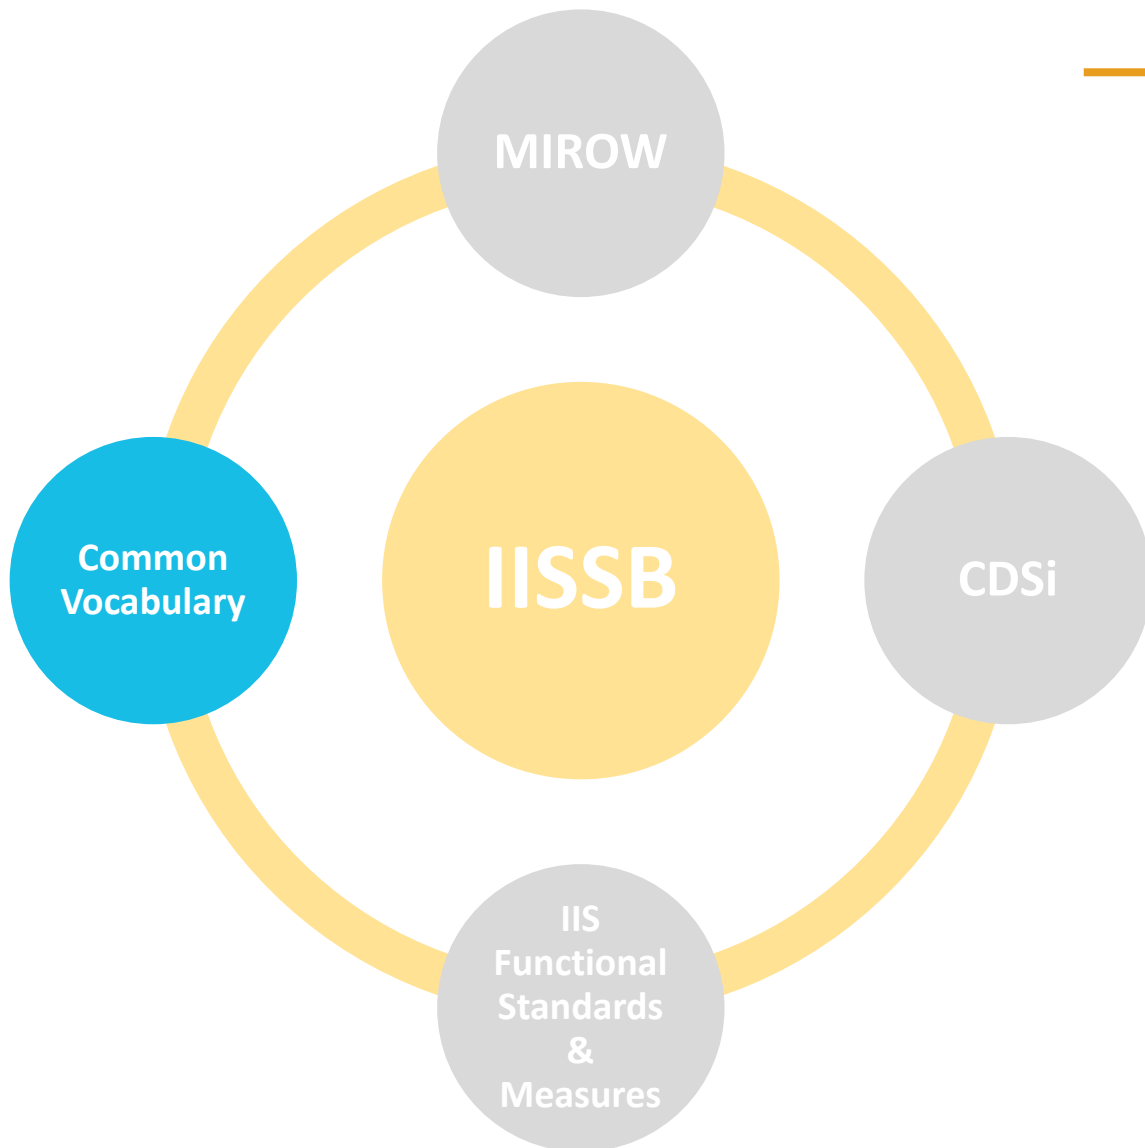 MIROW
Common
Vocabulary
IISSB
CDSi
IIS
Functional
Standards
&
Measures